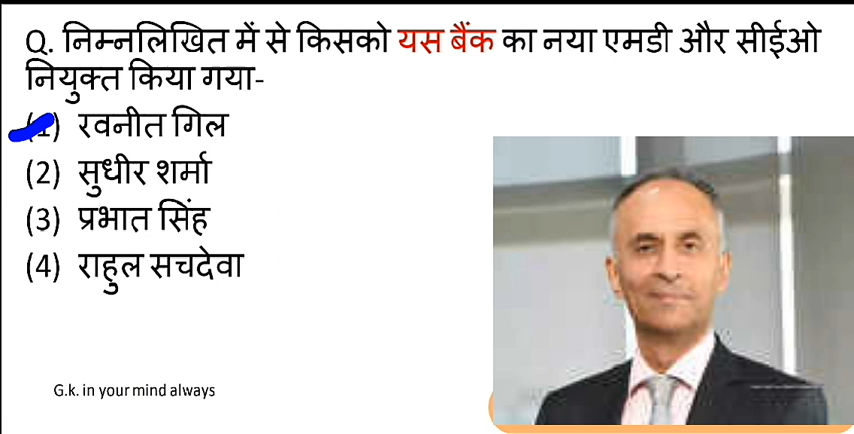 Q. निम्नलिखित में से किसको यस बैंक का नया एमडी और सीईओ
नियुक्त किया गया-
(1) रवनीत गिल
(2) सुधीर शर्मा
(3) प्रभात सिंह
(4) राहुल सचदेवा
G.k. in your mind always